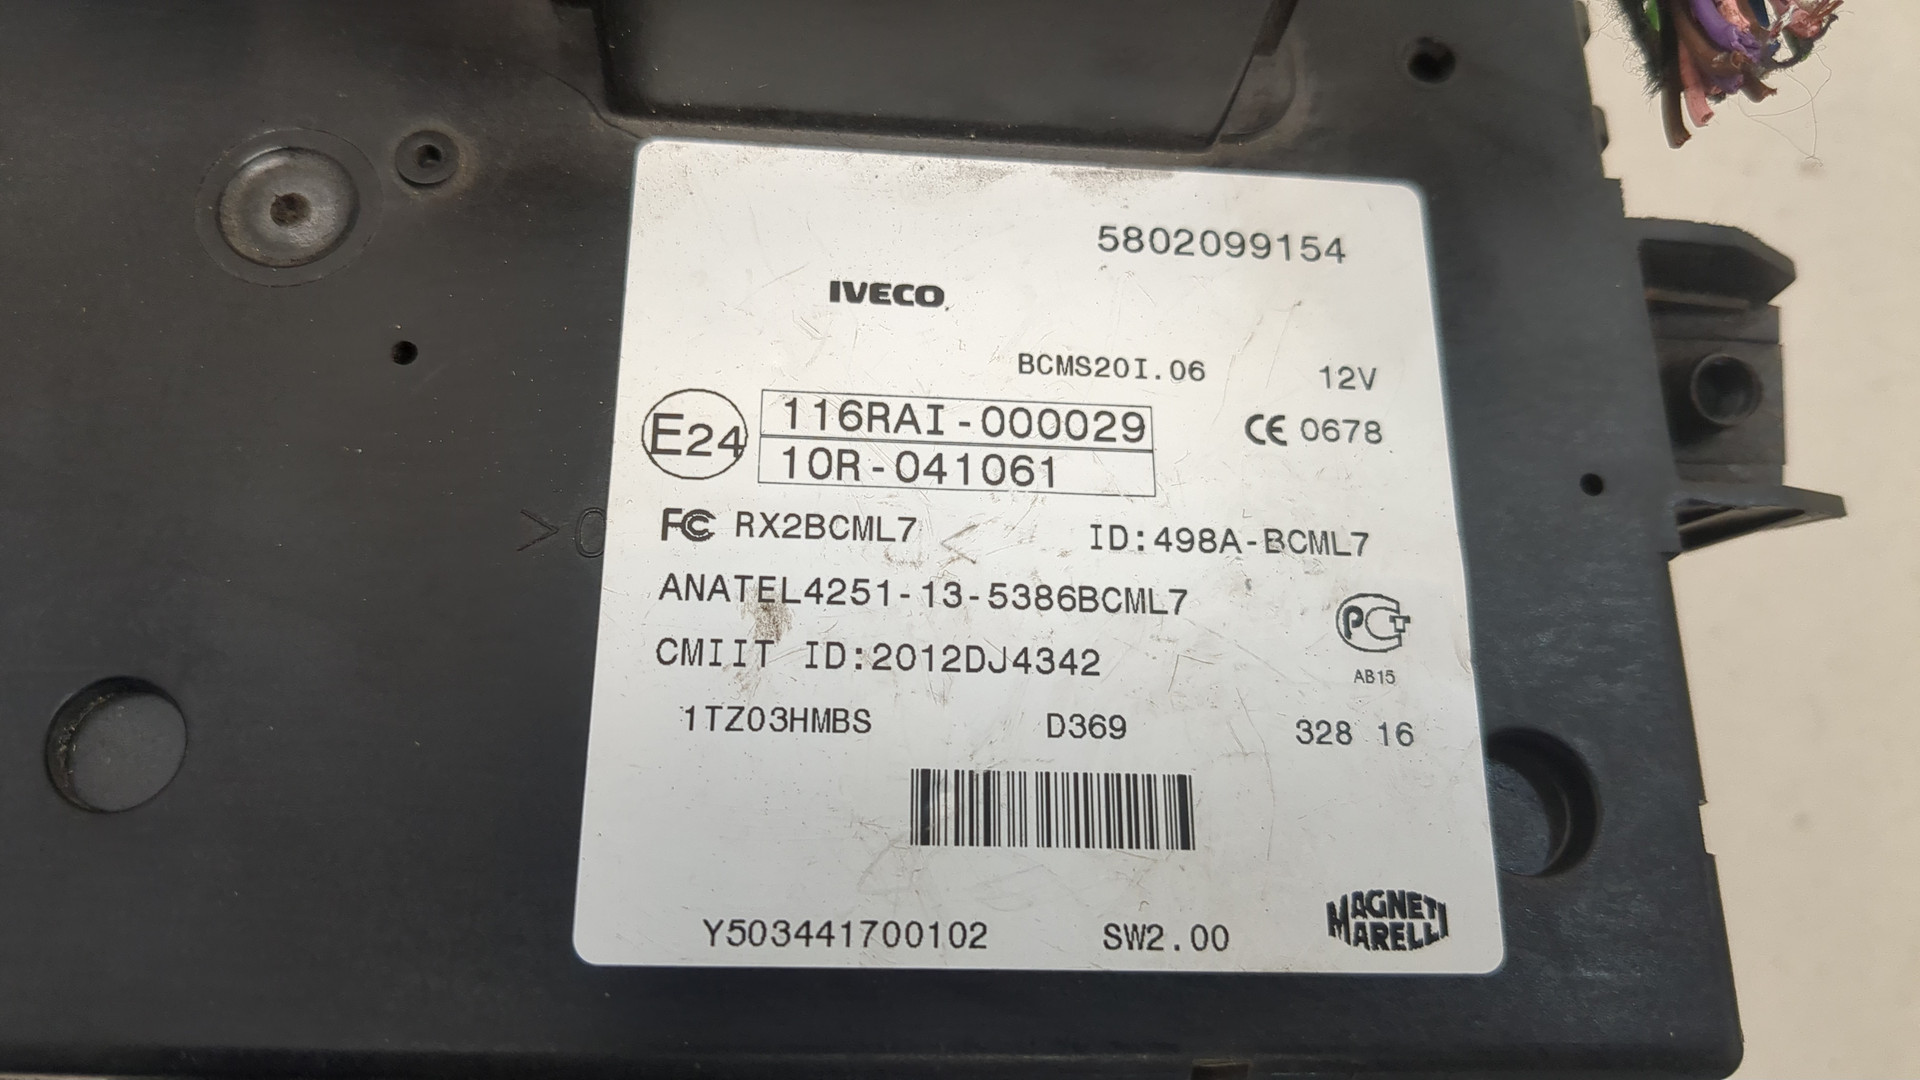 5802099154
IVECO
BCMS20I.06 12V
E24 116RAI-000029 CE 0678
10R-041061
FC RX2BCML7 ID:498A-BCML7
ANATEL4251-13-5386BCML7
CMIIT ID:2012DJ4342
AB15
1TZ03HMBS D369 328 16
Y503441700102 SW2.00
MAGNETI MARELLI